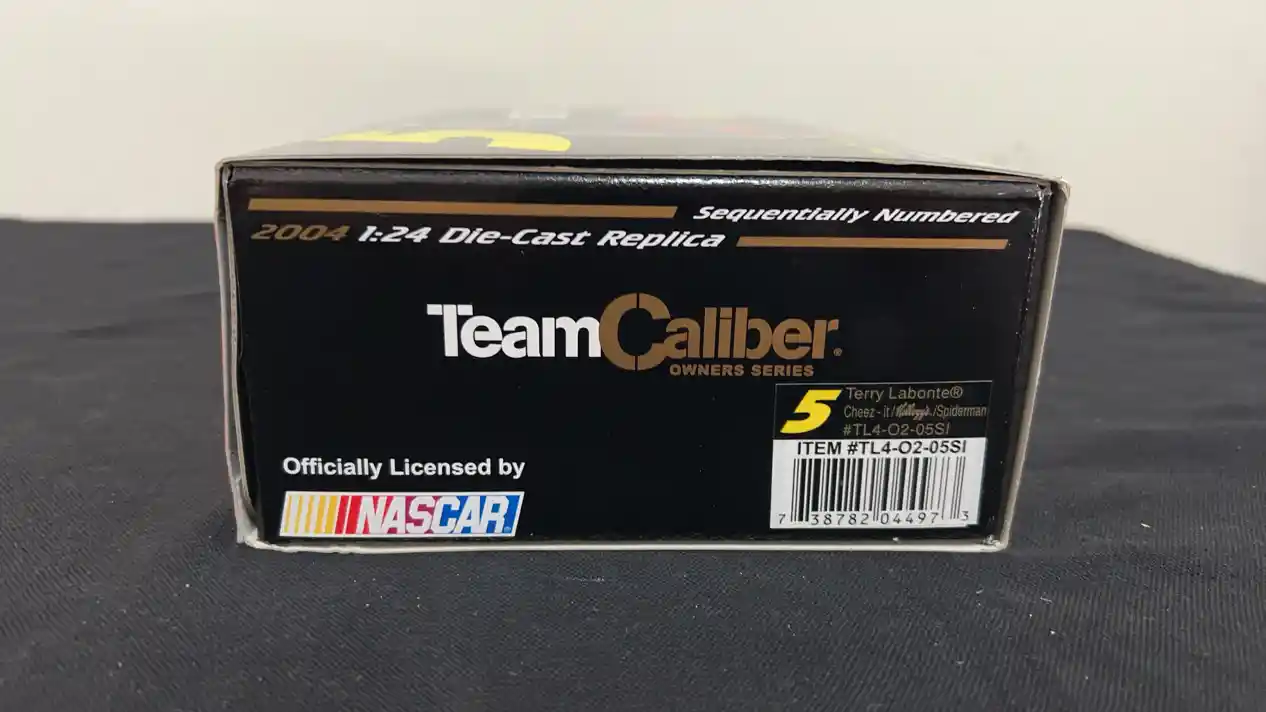 Sequentially Numbered
2004 1:24 Die-Cast Replica
TeamCaliber®
OWNERS SERIES
5
Terry Labonte®
Cheez-it/Kellogg's/Spiderman
#TL4-O2-05SI
ITEM #TL4-O2-05SI
7 38782 04497 3
Officially Licensed by
NASCAR®